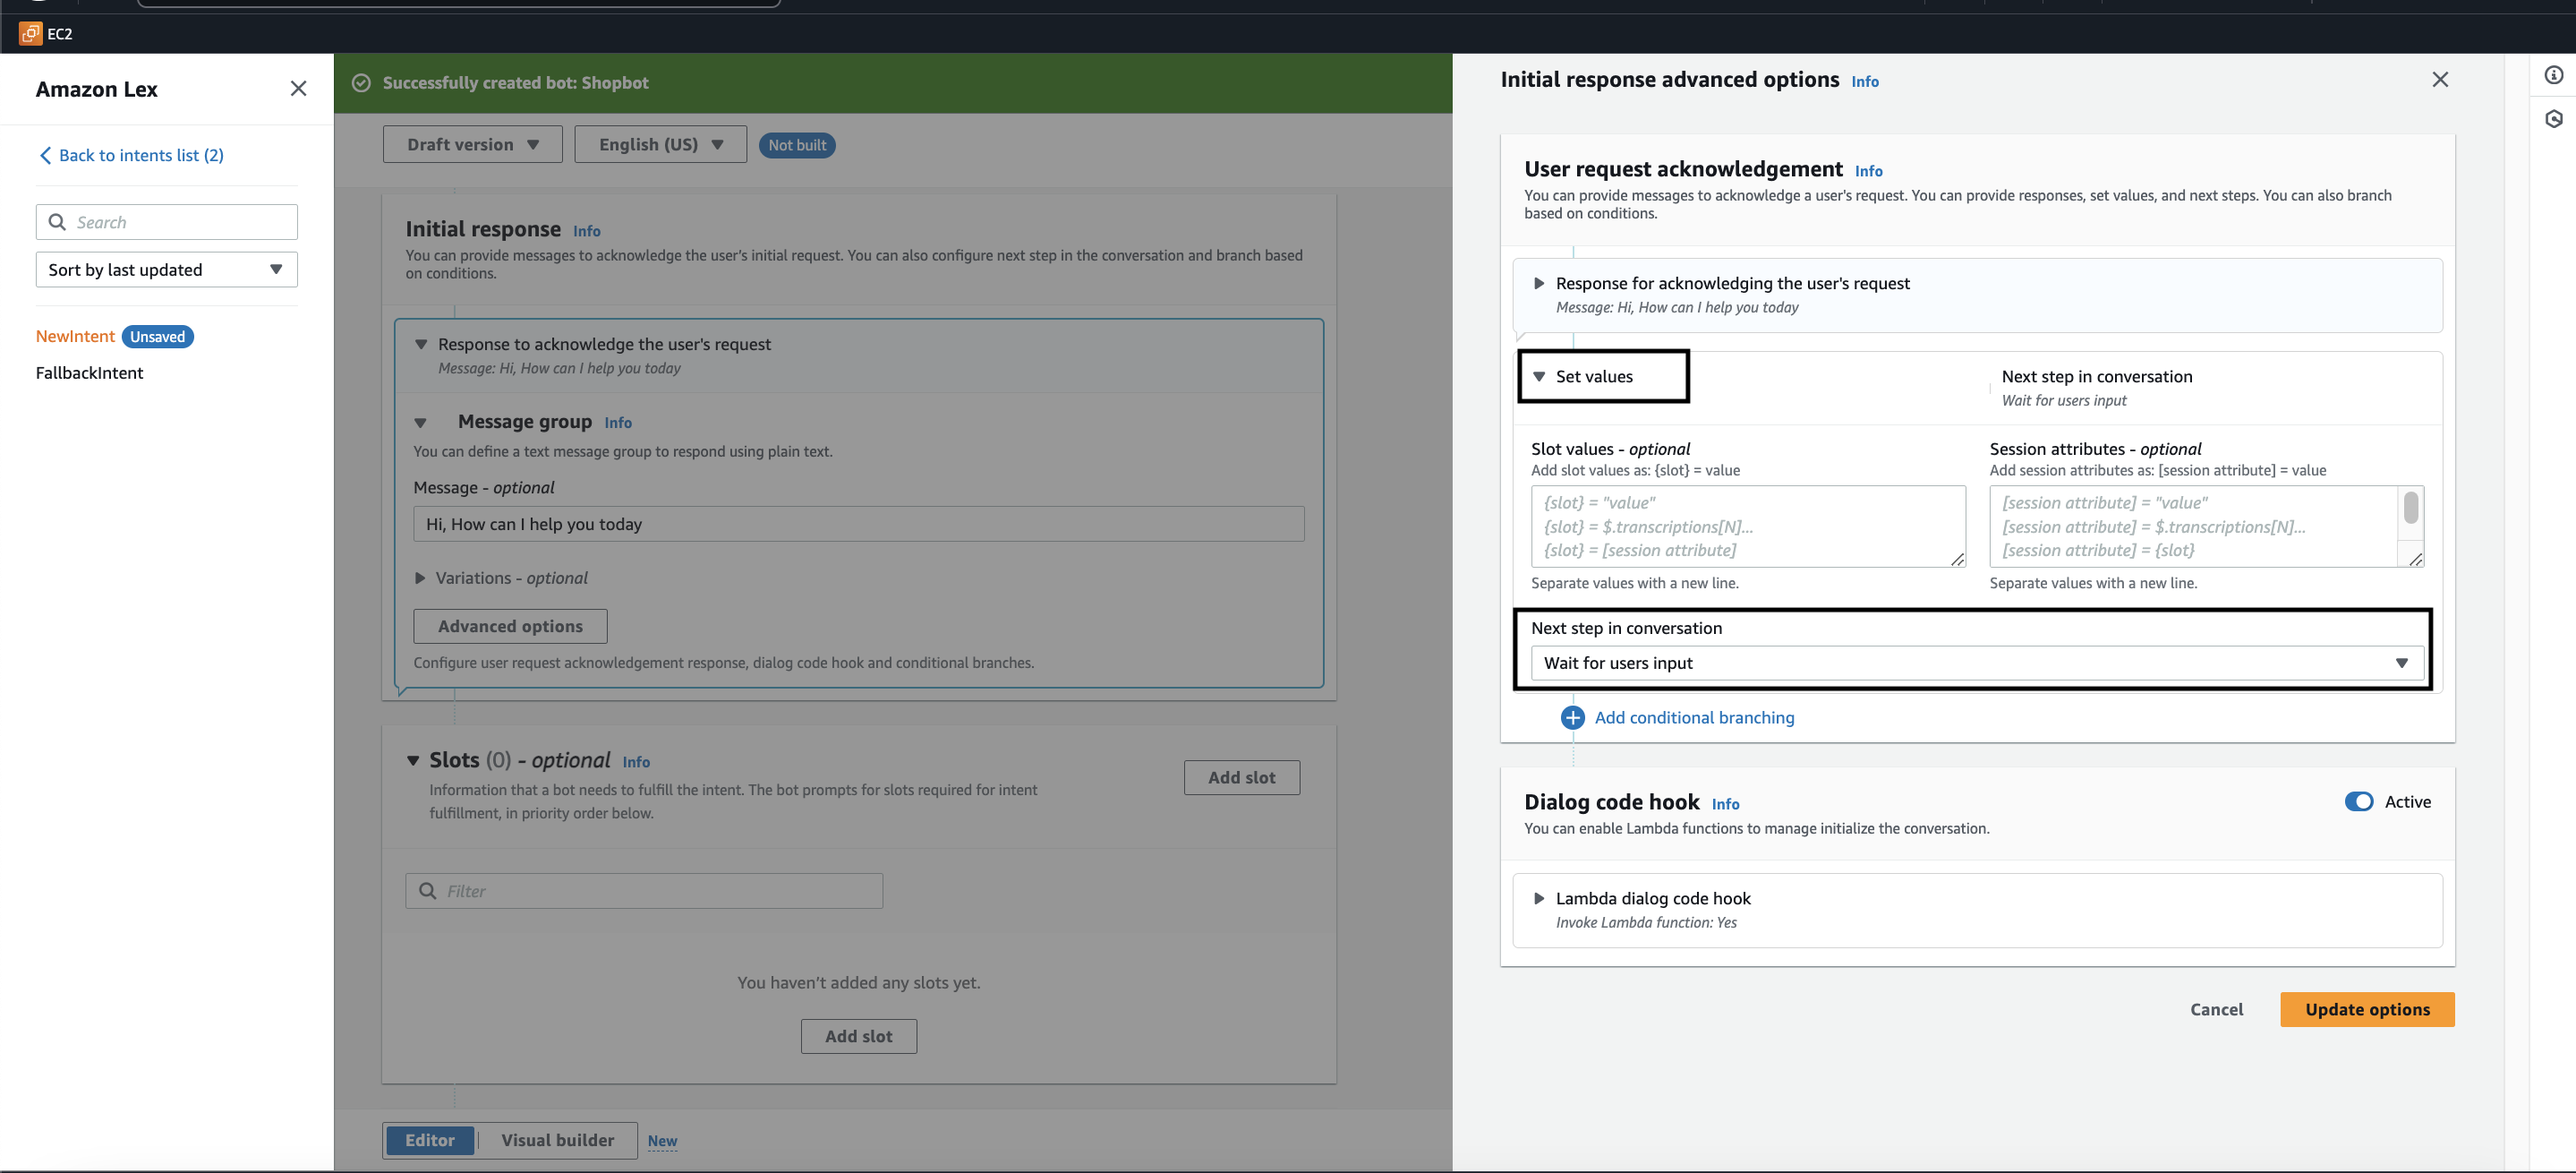 EC2
Amazon Lex
Back to intents list (2)
Search
Sort by last updated
NewIntent Unsaved
FallbackIntent
Successfully created bot: Shopbot
Draft version English (US) Not built
Initial response Info
You can provide messages to acknowledge the user's initial request. You can also configure next step in the conversation and branch based
on conditions.
Response to acknowledge the user's request
Message: Hi, How can I help you today
Message group Info
You can define a text message group to respond using plain text.
Message - optional
Hi, How can I help you today
Variations - optional
Advanced options
Configure user request acknowledgement response, dialog code hook and conditional branches.
Slots (0) - optional Info
Add slot
Information that a bot needs to fulfill the intent. The bot prompts for slots required for intent
fulfillment, in priority order below.
Filter
You haven't added any slots yet.
Add slot
Editor Visual builder New
Initial response advanced options Info
User request acknowledgement Info
You can provide messages to acknowledge a user's request. You can provide responses, set values, and next steps. You can also branch
based on conditions.
Response for acknowledging the user's request
Message: Hi, How can I help you today
Set values
Next step in conversation
Wait for users input
Slot values - optional
Add slot values as: {slot} = value
{slot} = "value"
{slot} = $.transcriptions[N]...
{slot} = [session attribute]
Separate values with a new line.
Session attributes - optional
Add session attributes as: [session attribute] = value
[session attribute] = "value"
[session attribute] = $.transcriptions[N]...
[session attribute] = {slot}
Separate values with a new line.
Next step in conversation
Wait for users input
Add conditional branching
Dialog code hook Info
Active
You can enable Lambda functions to manage initialize the conversation.
Lambda dialog code hook
Invoke Lambda function: Yes
Cancel Update options